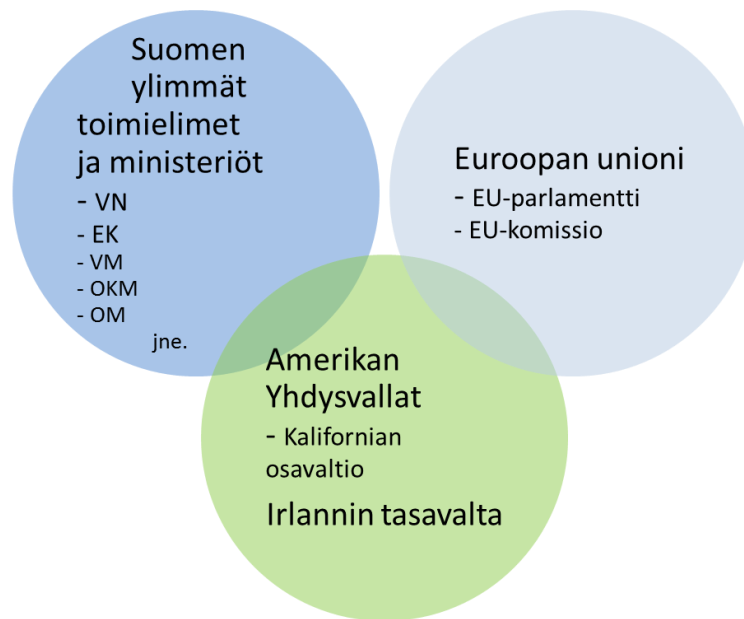 Suomen
ylimmät
toimielimet
ja ministeriöt
- VN
- EK
- VM
- OKM
- OM
jne.
Euroopan unioni
- EU-parlamentti
- EU-komissio
Amerikan
Yhdysvallat
- Kalifornian
osavaltio
Irlannin tasavalta